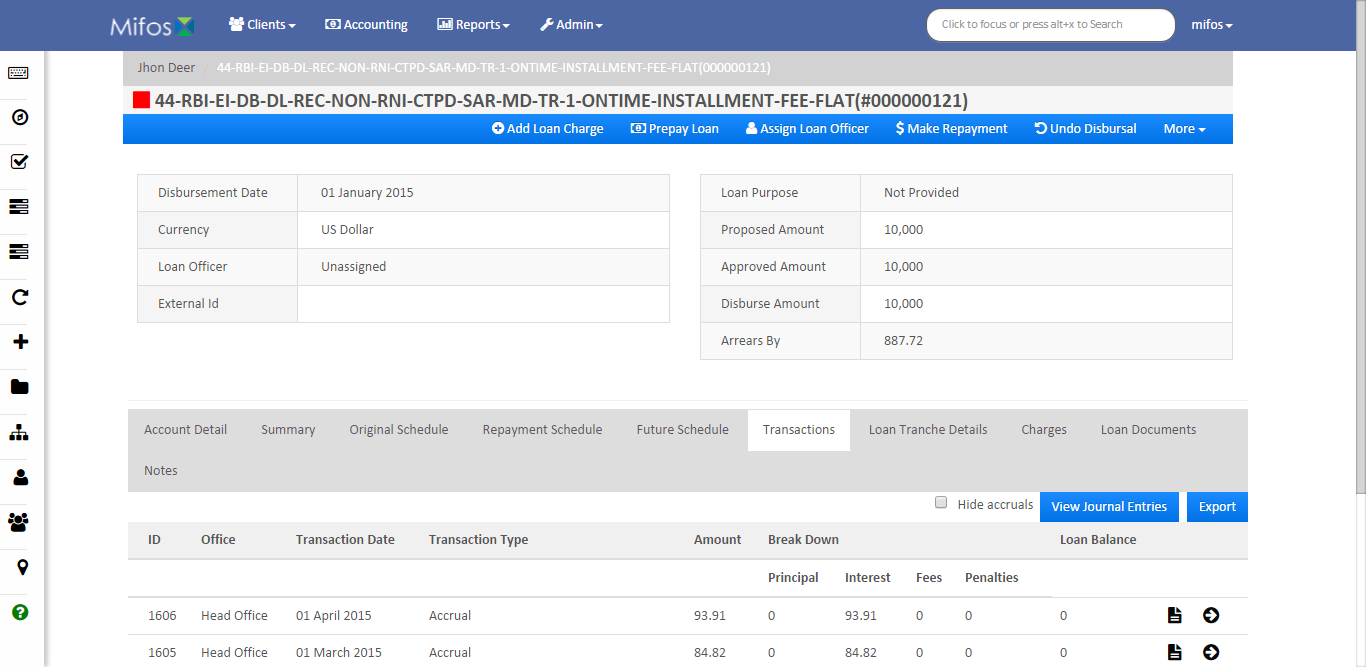 Mifos Clients Accounting Reports Admin Click to focus or press alt+x to Search mifos
Jhon Deer / 44-RBI-EI-DB-DL-REC-NON-RNI-CTPD-SAR-MD-TR-1-ONTIME-INSTALLMENT-FEE-FLAT(000000121)
44-RBI-EI-DB-DL-REC-NON-RNI-CTPD-SAR-MD-TR-1-ONTIME-INSTALLMENT-FEE-FLAT(#000000121)
Add Loan Charge Prepay Loan Assign Loan Officer $ Make Repayment Undo Disbursal More
Disbursement Date 01 January 2015
Currency US Dollar
Loan Officer Unassigned
External Id
Loan Purpose Not Provided
Proposed Amount 10,000
Approved Amount 10,000
Disburse Amount 10,000
Arrears By 887.72
Account Detail Summary Original Schedule Repayment Schedule Future Schedule Transactions Loan Tranche Details Charges Loan Documents
Notes
Hide accruals View Journal Entries Export
ID Office Transaction Date Transaction Type Amount Break Down Loan Balance
Principal Interest Fees Penalties
1606 Head Office 01 April 2015 Accrual 93.91 0 93.91 0 0 0
1605 Head Office 01 March 2015 Accrual 84.82 0 84.82 0 0 0